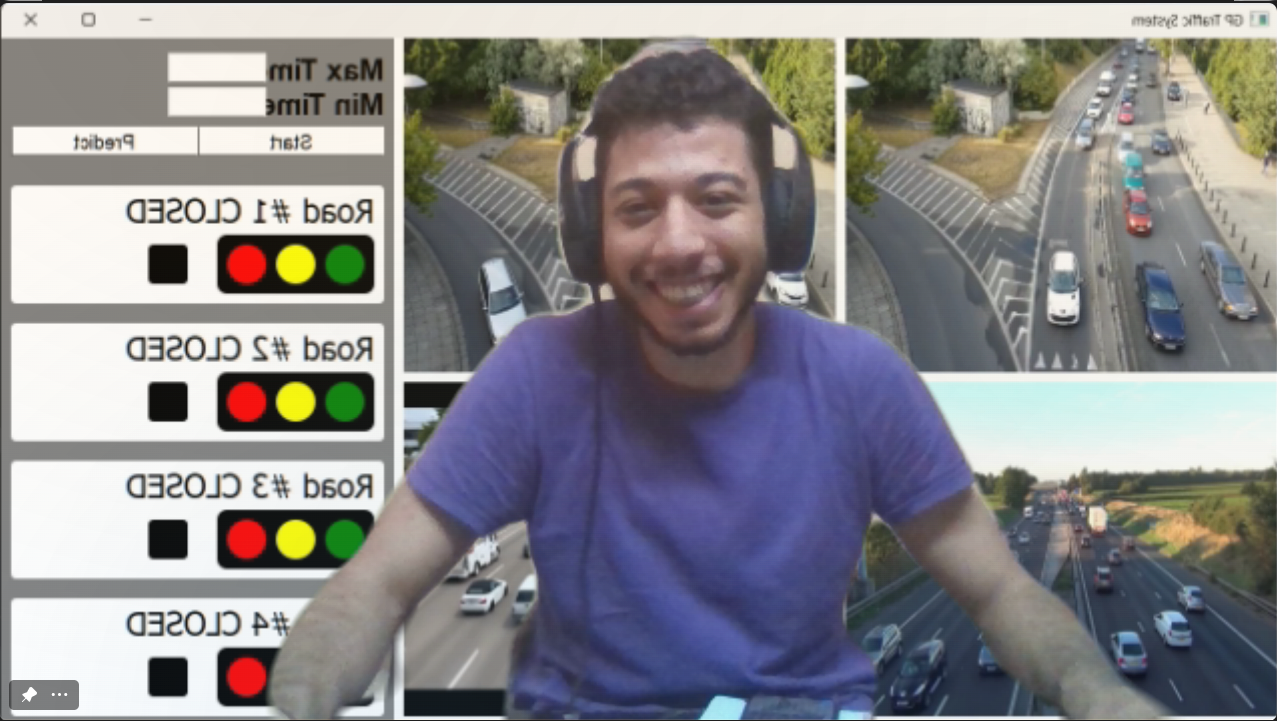 GP Traffic System
Max Tim
Min Time
Start
Predict
Road #1 CLOSED
Road #2 CLOSED
Road #3 CLOSED
#4 CLOSED